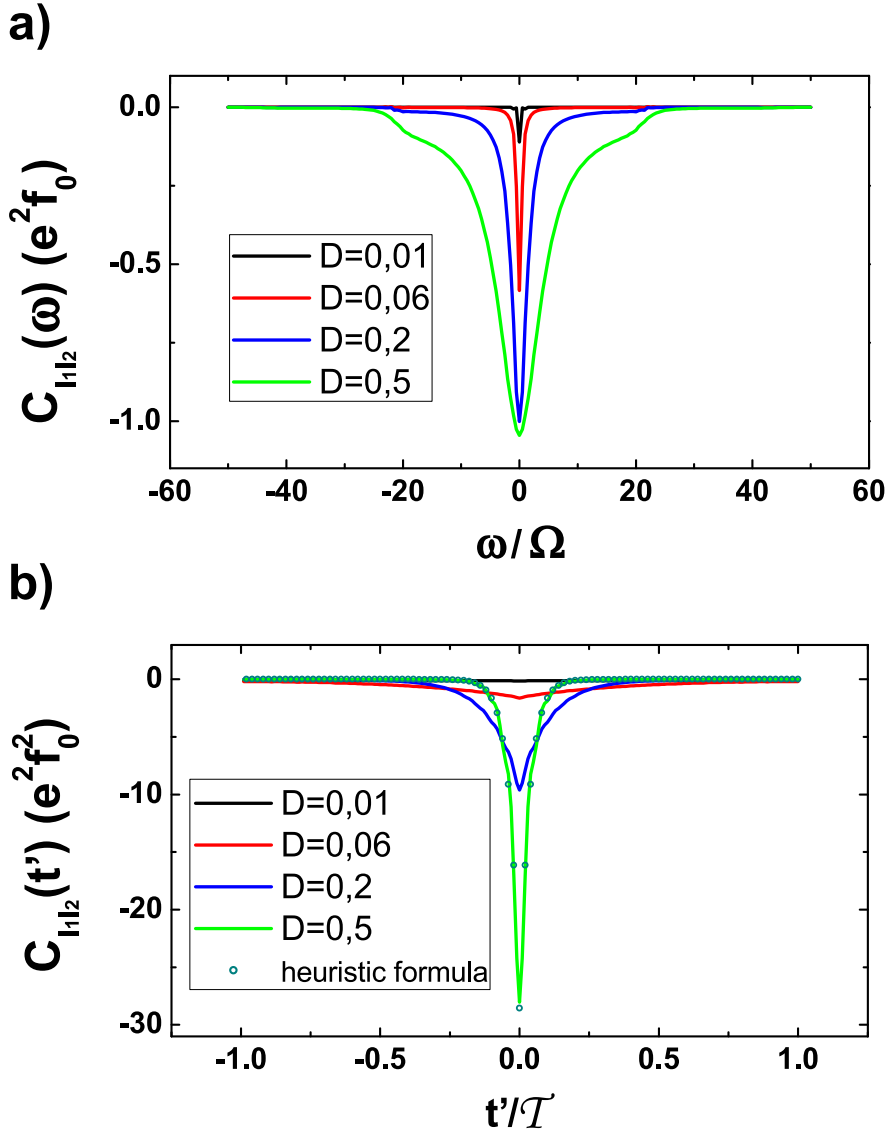 a)
C_{I₁I₂}(ω) (e²f₀)
0.0
-0.5
-1.0
D=0,01
D=0,06
D=0,2
D=0,5
-60 -40 -20 0 20 40 60
ω/Ω
b)
C_{I₁I₂}(t') (e²f₀²)
0
-10
-20
-30
D=0,01
D=0,06
D=0,2
D=0,5
heuristic formula
-1.0 -0.5 0.0 0.5 1.0
t'/𝒯